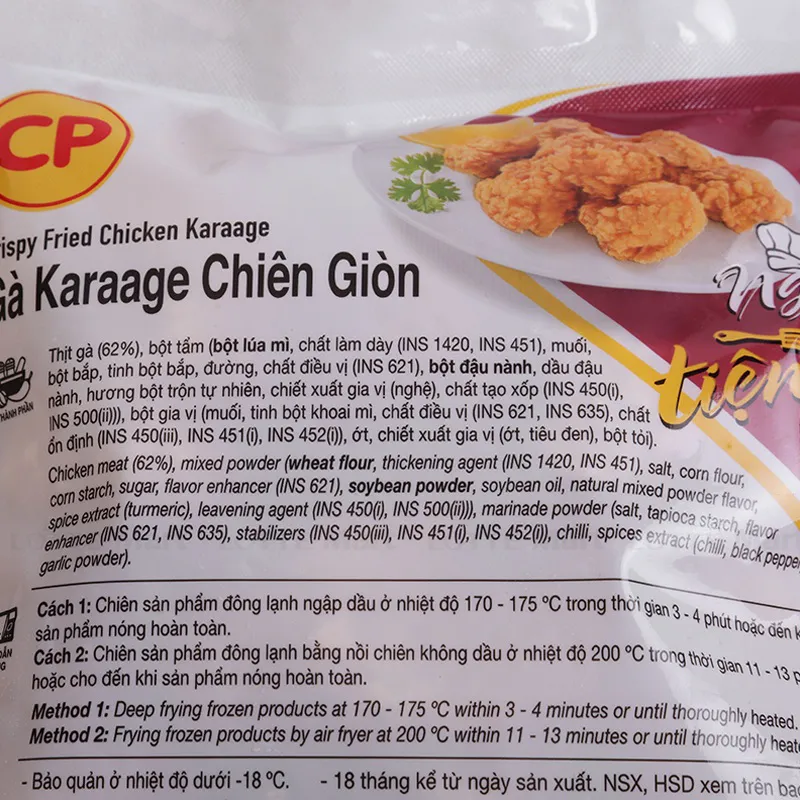 CP
rispy Fried Chicken Karaage
Gà Karaage Chiên Giòn
Ng
tiện
THÀNH PHẦN
Thịt gà (62%), bột tẩm (bột lúa mì, chất làm dày (INS 1420, INS 451), muối,
bột bắp, tinh bột bắp, đường, chất điều vị (INS 621), bột đậu nành, dầu đậu
nành, hương bột trộn tự nhiên, chiết xuất gia vị (nghệ), chất tạo xốp (INS 450(i),
INS 500(ii))), bột gia vị (muối, tinh bột khoai mì, chất điều vị (INS 621, INS 635), chất
ổn định (INS 450(iii), INS 451(i), INS 452(i)), ớt, chiết xuất gia vị (ớt, tiêu đen), bột tỏi).
Chicken meat (62%), mixed powder (wheat flour, thickening agent (INS 1420, INS 451), salt, corn flour,
corn starch, sugar, flavor enhancer (INS 621), soybean powder, soybean oil, natural mixed powder flavor,
spice extract (turmeric), leavening agent (INS 450(i), INS 500(ii))), marinade powder (salt, tapioca starch, flavor
enhancer (INS 621, INS 635), stabilizers (INS 450(iii), INS 451(i), INS 452(i)), chilli, spices extract (chilli, black pepper
garlic powder).
Cách 1: Chiên sản phẩm đông lạnh ngập dầu ở nhiệt độ 170 - 175 ºC trong thời gian 3 - 4 phút hoặc đến k
sản phẩm nóng hoàn toàn.
Cách 2: Chiên sản phẩm đông lạnh bằng nồi chiên không dầu ở nhiệt độ 200 ºC trong thời gian 11 - 13 p
hoặc cho đến khi sản phẩm nóng hoàn toàn.
Method 1: Deep frying frozen products at 170 - 175 ºC within 3 - 4 minutes or until thoroughly heated.
Method 2: Frying frozen products by air fryer at 200 ºC within 11 - 13 minutes or until thoroughly heate
- Bảo quản ở nhiệt độ dưới -18 ºC. - 18 tháng kể từ ngày sản xuất. NSX, HSD xem trên ba